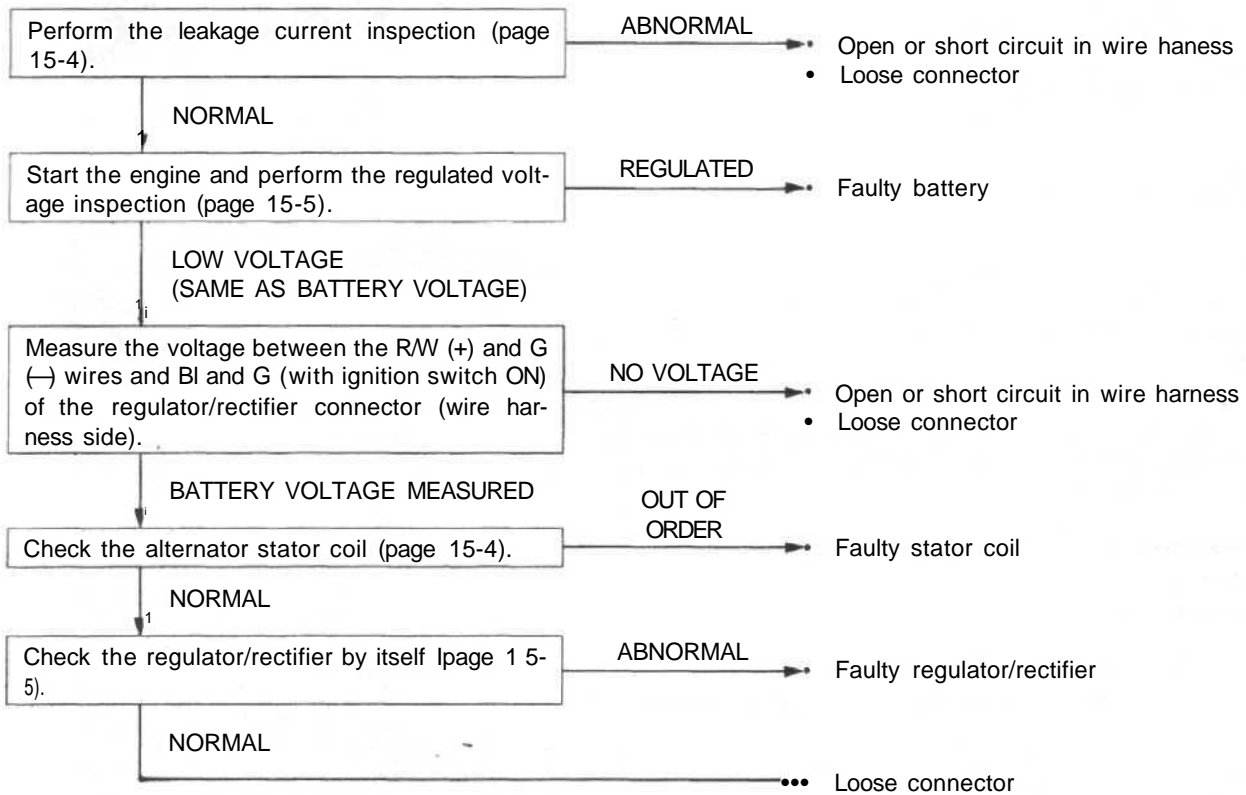 Perform the leakage current inspection (page
15-4).
ABNORMAL
• Open or short circuit in wire haness
• Loose connector
NORMAL
Start the engine and perform the regulated volt-
age inspection (page 15-5).
REGULATED
• Faulty battery
LOW VOLTAGE
(SAME AS BATTERY VOLTAGE)
Measure the voltage between the R/W (+) and G
(—) wires and BI and G (with ignition switch ON)
of the regulator/rectifier connector (wire har-
ness side).
NO VOLTAGE
• Open or short circuit in wire harness
• Loose connector
BATTERY VOLTAGE MEASURED
Check the alternator stator coil (page 15-4).
OUT OF
ORDER
• Faulty stator coil
NORMAL
Check the regulator/rectifier by itself Ipage 1 5-
5).
ABNORMAL
• Faulty regulator/rectifier
NORMAL
••• Loose connector